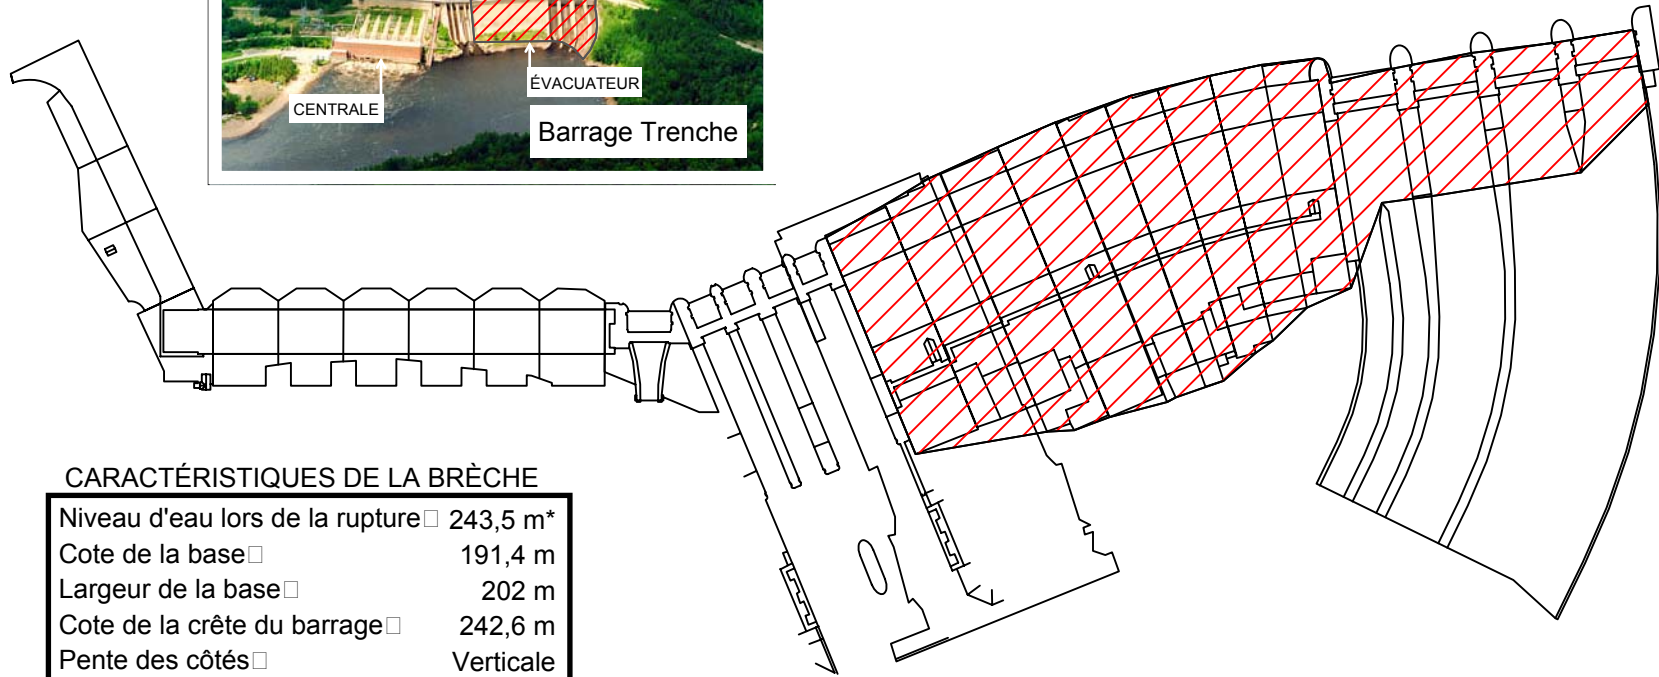 ÉVACUATEUR
CENTRALE
Barrage Trenche
CARACTÉRISTIQUES DE LA BRÈCHE
Niveau d'eau lors de la rupture 243,5 m*
Cote de la base 191,4 m
Largeur de la base 202 m
Cote de la crête du barrage 242,6 m
Pente des côtés Verticale